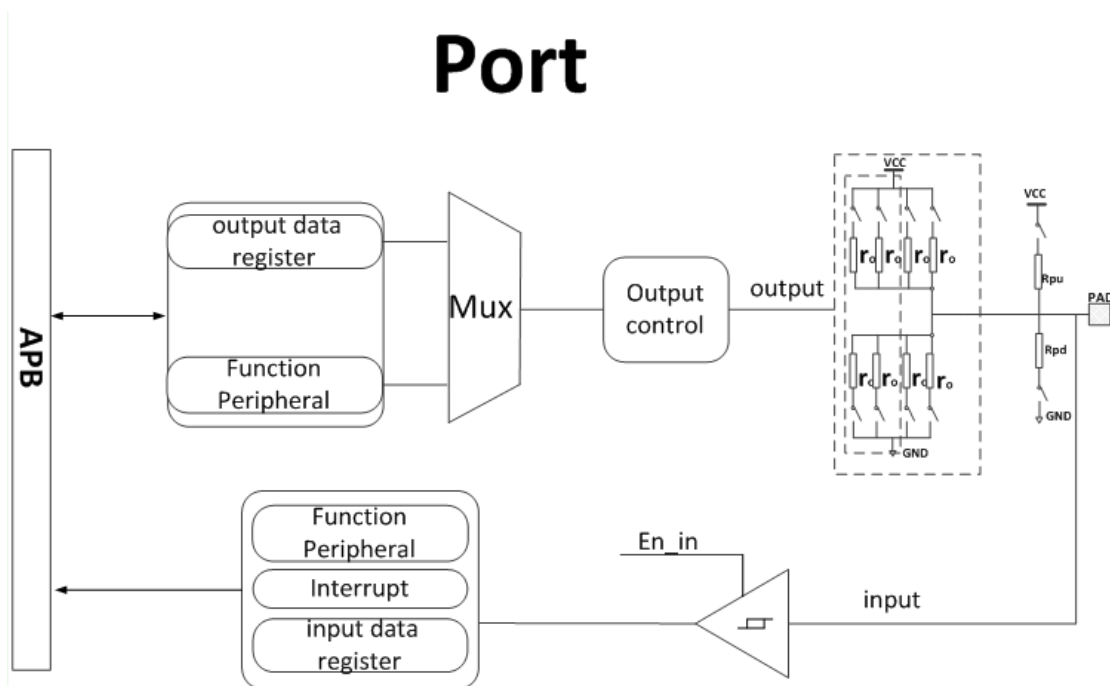 Port
APB
output data
register
Function
Peripheral
Mux
Output
control
output
VCC
ro ro ro ro
ro ro ro ro
GND
VCC
Rpu
PAD
Rpd
GND
Function
Peripheral
Interrupt
input data
register
En_in
input